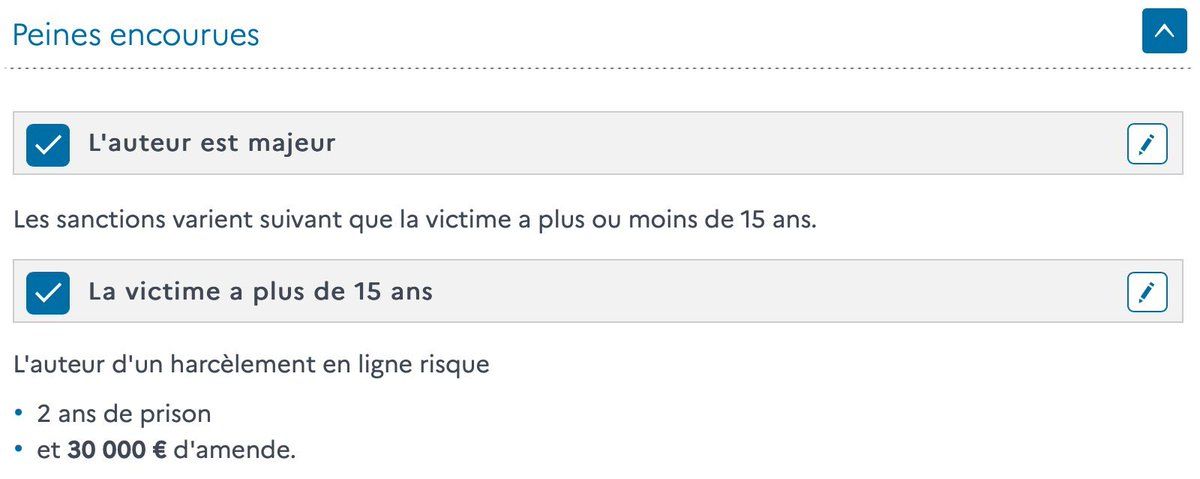 Peines encourues
L'auteur est majeur
Les sanctions varient suivant que la victime a plus ou moins de 15 ans.
La victime a plus de 15 ans
L'auteur d'un harcèlement en ligne risque
• 2 ans de prison
• et 30 000 € d'amende.